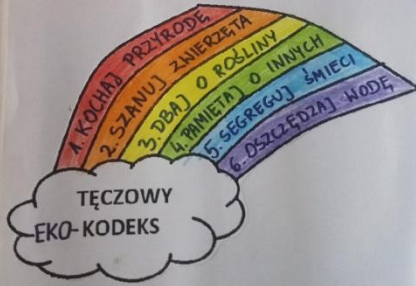 1. KOCHAJ PRZYRODĘ
2. SZANUJ ZWIERZĘTA
3. DBAJ O ROŚLINY
4. PAMIĘTAJ O INNYCH
5. SEGREGUJ ŚMIECI
6. OSZCZĘDZAJ WODĘ
TĘCZOWY
EKO-KODEKS